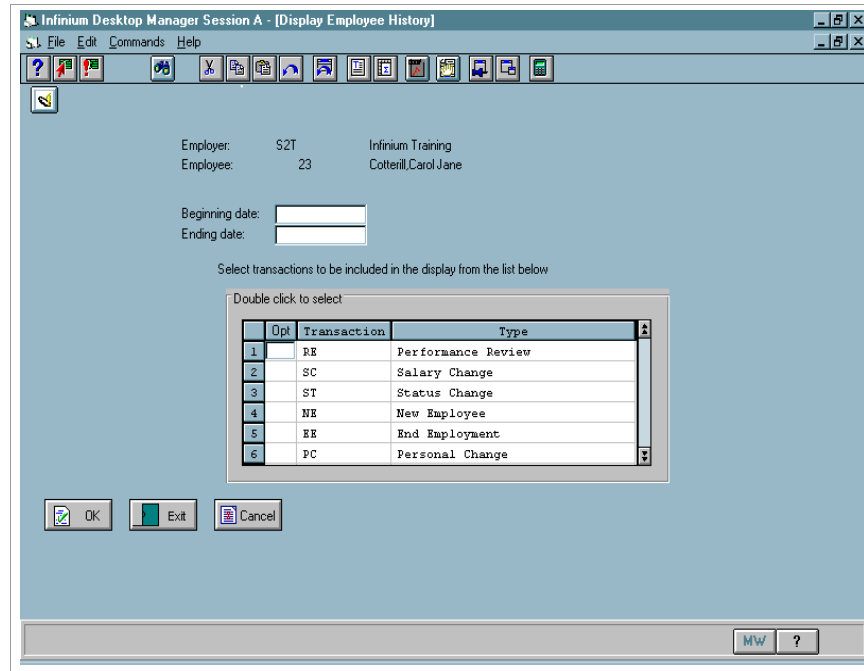 Infinium Desktop Manager Session A - [Display Employee History]
File Edit Commands Help
Employer: S2T Infinium Training
Employee: 23 Cotterill,Carol Jane
Beginning date:
Ending date:
Select transactions to be included in the display from the list below
Double click to select
Opt Transaction Type
1 RE Performance Review
2 SC Salary Change
3 ST Status Change
4 NE New Employee
5 EE End Employment
6 PC Personal Change
OK Exit Cancel
MW ?